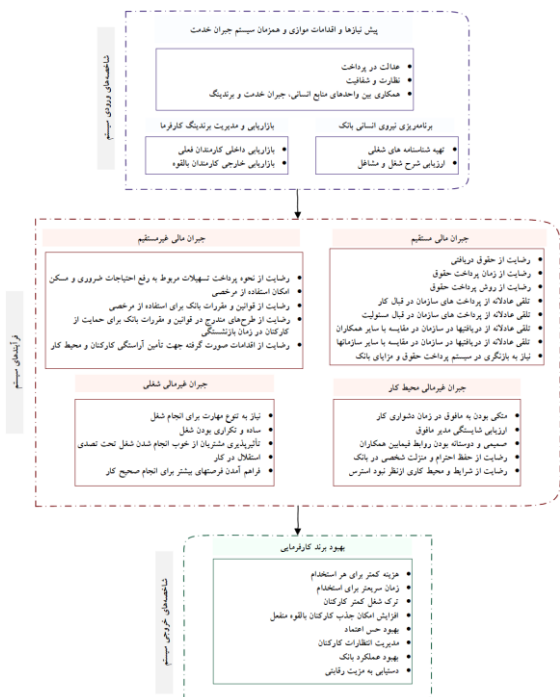 شاخصه‌های ورودی سیستم
پیش نیازها و اقدامات موازی و همزمان سیستم جبران خدمت
عدالت در پرداخت
نظارت و شفافیت
همکاری بین واحدهای منابع انسانی، جبران خدمت و برندینگ
برنامه‌ریزی نیروی انسانی بانک
تهیه شناسنامه های شغلی
ارزیابی شرح شغل و مشاغل
بازاریابی و مدیریت برندینگ کارفرما
بازاریابی داخلی کارمندان فعلی
بازاریابی خارجی کارمندان بالقوه
فرآیندهای سیستم
جبران مالی مستقیم
رضایت از حقوق دریافتی
رضایت از زمان پرداخت حقوق
رضایت از روش پرداخت حقوق
تلقی عادلانه از پرداخت های سازمان در قبال کار
تلقی عادلانه از پرداخت های سازمان در قبال مسئولیت
تلقی عادلانه از دریافتیها در سازمان در مقایسه با سایر همکاران
تلقی عادلانه از دریافتیها در سازمان در مقایسه با سایر سازمانها
نیاز به بازنگری در سیستم پرداخت حقوق و مزایای بانک
جبران مالی غیرمستقیم
رضایت از نحوه پرداخت تسهیلات مربوط به رفع احتیاجات ضروری و مسکن
امکان استفاده از مرخصی
رضایت از قوانین و مقررات بانک برای استفاده از مرخصی
رضایت از طرح‌های مندرج در قوانین و مقررات بانک برای حمایت از
کارکنان در زمان بازنشستگی
رضایت از اقدامات صورت گرفته جهت تأمین آراستگی کارکنان و محیط کار
جبران غیرمالی محیط کار
متکی بودن به مافوق در زمان دشواری کار
ارزیابی شایستگی مدیر مافوق
صمیمی و دوستانه بودن روابط فیمابین همکاران
رضایت از حفظ احترام و منزلت شخصی در بانک
رضایت از شرایط و محیط کاری ازنظر نبود استرس
جبران غیرمالی شغلی
نیاز به تنوع مهارت برای انجام شغل
ساده و تکراری بودن شغل
تأثیرپذیری مشتریان از خوب انجام شدن شغل تحت تصدی
استقلال در کار
فراهم آمدن فرصتهای بیشتر برای انجام صحیح کار
شاخصه‌های خروجی سیستم
بهبود برند کارفرمایی
هزینه کمتر برای هر استخدام
زمان سریعتر برای استخدام
ترک شغل کمتر کارکنان
افزایش امکان جذب کارکنان بالقوه منفعل
بهبود حس اعتماد
مدیریت انتظارات کارکنان
بهبود عملکرد بانک
دستیابی به مزیت رقابتی